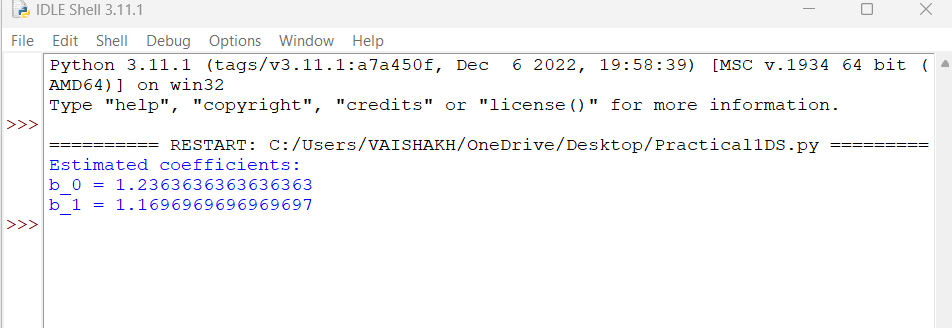 IDLE Shell 3.11.1
File Edit Shell Debug Options Window Help
Python 3.11.1 (tags/v3.11.1:a7a450f, Dec  6 2022, 19:58:39) [MSC v.1934 64 bit (
AMD64)] on win32
Type "help", "copyright", "credits" or "license()" for more information.
>>>
========== RESTART: C:/Users/VAISHAKH/OneDrive/Desktop/Practical1DS.py =========
Estimated coefficients:
b_0 = 1.2363636363636363
b_1 = 1.1696969696969697
>>>